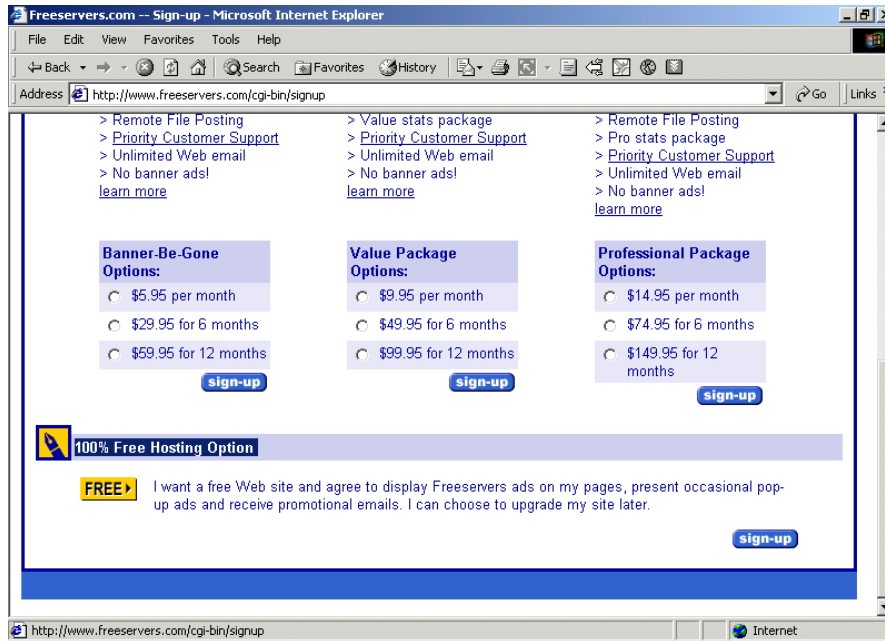 Freeservers.com -- Sign-up - Microsoft Internet Explorer
File Edit View Favorites Tools Help
Back Search Favorites History
Address http://www.freeservers.com/cgi-bin/signup Go Links
> Remote File Posting
> Priority Customer Support
> Unlimited Web email
> No banner ads!
learn more
> Value stats package
> Priority Customer Support
> Unlimited Web email
> No banner ads!
learn more
> Remote File Posting
> Pro stats package
> Priority Customer Support
> Unlimited Web email
> No banner ads!
learn more
Banner-Be-Gone
Options:
$5.95 per month
$29.95 for 6 months
$59.95 for 12 months
sign-up
Value Package
Options:
$9.95 per month
$49.95 for 6 months
$99.95 for 12 months
sign-up
Professional Package
Options:
$14.95 per month
$74.95 for 6 months
$149.95 for 12
months
sign-up
100% Free Hosting Option
FREE
I want a free Web site and agree to display Freeservers ads on my pages, present occasional pop-
up ads and receive promotional emails. I can choose to upgrade my site later.
sign-up
http://www.freeservers.com/cgi-bin/signup Internet